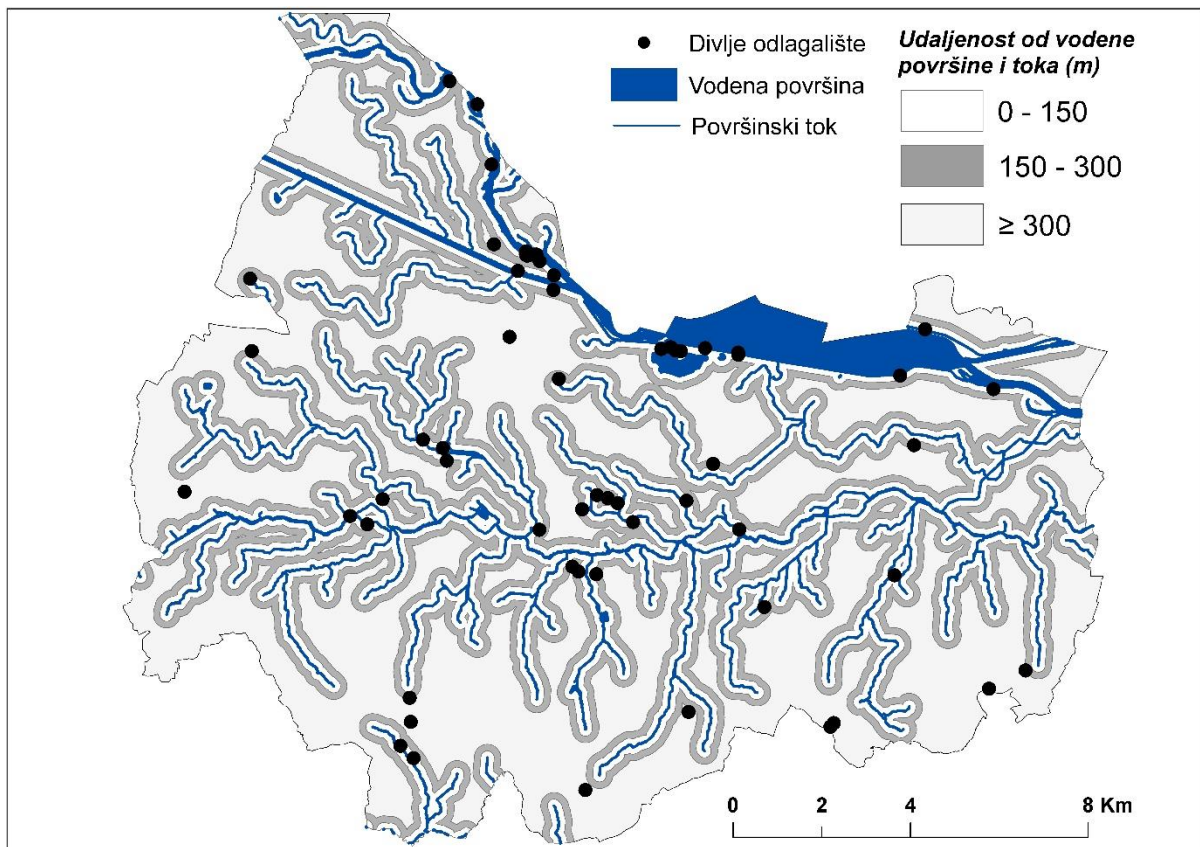 Divlje odlagalište
Vodena površina
Površinski tok
Udaljenost od vodene
površine i toka (m)
0 - 150
150 - 300
≥ 300
0 2 4 8 Km